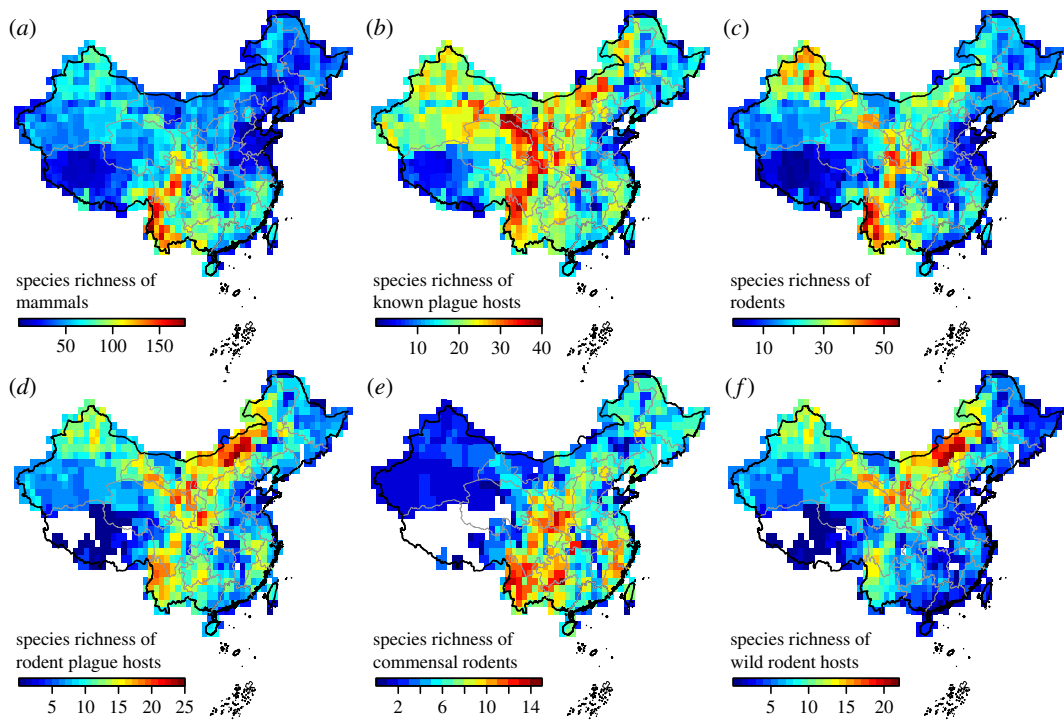 (a)
(b)
(c)
species richness of
mammals
50 100 150
species richness of
known plague hosts
10 20 30 40
species richness of
rodents
10 30 50
(d)
(e)
(f)
species richness of
rodent plague hosts
5 10 15 20 25
species richness of
commensal rodents
2 6 10 14
species richness of
wild rodent hosts
5 10 15 20